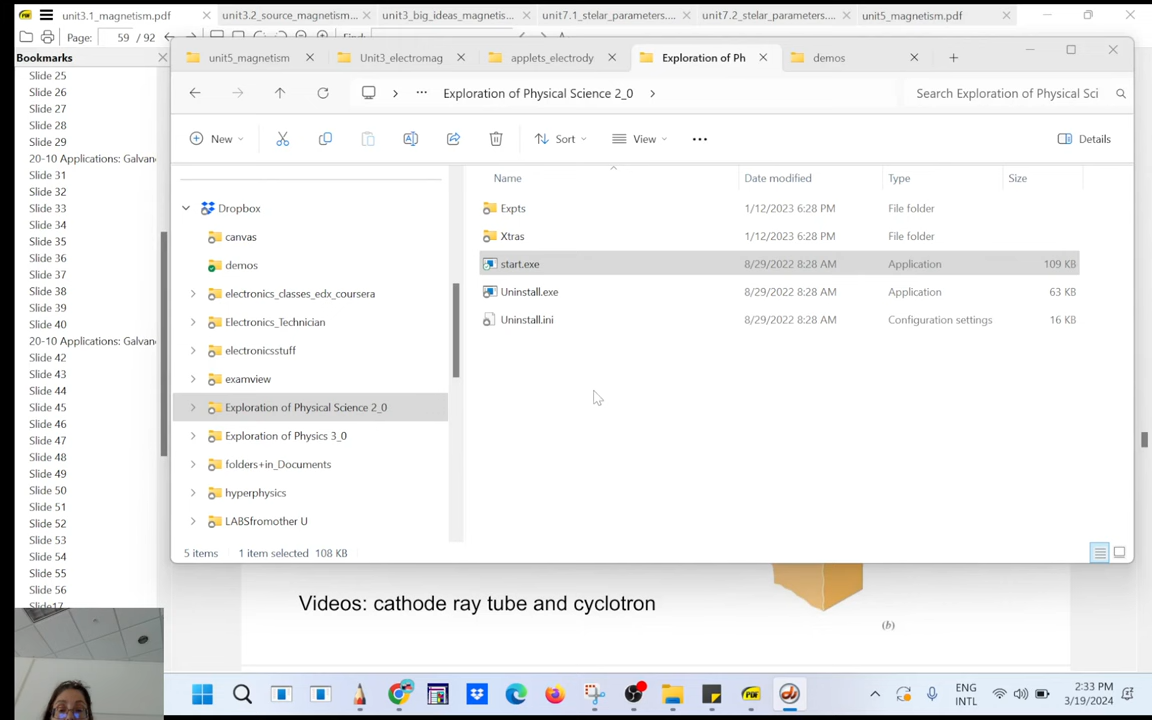 unit3.1_magnetism.pdf
unit3.2_source_magnetism....
unit3_big_ideas_magnetis...
unit7.1_stelar_parameters....
unit7.2_stelar_parameters....
unit5_magnetism.pdf
Page: 59 / 92
Bookmarks
Slide 25
Slide 26
Slide 27
Slide 28
Slide 29
20-10 Applications: Galvan
Slide 31
Slide 32
Slide 33
Slide 34
Slide 35
Slide 36
Slide 37
Slide 38
Slide 39
Slide 40
20-10 Applications: Galvan
Slide 42
Slide 43
Slide 44
Slide 45
Slide 46
Slide 47
Slide 48
Slide 49
Slide 50
Slide 51
Slide 52
Slide 53
Slide 54
Slide 55
Slide 56
Slide17
unit5_magnetism
Unit3_electromag
applets_electrody
Exploration of Ph
demos
Exploration of Physical Science 2_0
Search Exploration of Physical Sci
New
Sort
View
Details
Dropbox
canvas
demos
electronics_classes_edx_coursera
Electronics_Technician
electronicsstuff
examview
Exploration of Physical Science 2_0
Exploration of Physics 3_0
folders+in_Documents
hyperphysics
LABSfromother U
Name Date modified Type Size
Expts 1/12/2023 6:28 PM File folder
Xtras 1/12/2023 6:28 PM File folder
start.exe 8/29/2022 8:28 AM Application 109 KB
Uninstall.exe 8/29/2022 8:28 AM Application 63 KB
Uninstall.ini 8/29/2022 8:28 AM Configuration settings 16 KB
5 items 1 item selected 108 KB
Videos: cathode ray tube and cyclotron
(b)
ENG
INTL
2:33 PM
3/19/2024